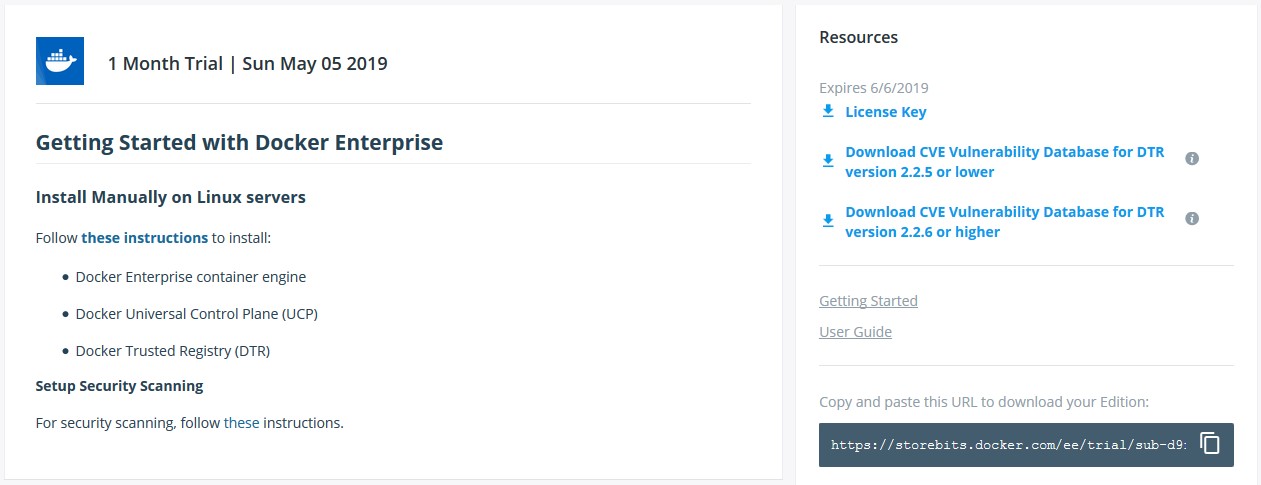 1 Month Trial | Sun May 05 2019
Getting Started with Docker Enterprise
Install Manually on Linux servers
Follow these instructions to install:
• Docker Enterprise container engine
• Docker Universal Control Plane (UCP)
• Docker Trusted Registry (DTR)
Setup Security Scanning
For security scanning, follow these instructions.
Resources
Expires 6/6/2019
License Key
Download CVE Vulnerability Database for DTR
version 2.2.5 or lower
Download CVE Vulnerability Database for DTR
version 2.2.6 or higher
Getting Started
User Guide
Copy and paste this URL to download your Edition:
https://storebits.docker.com/ee/trial/sub-d9: